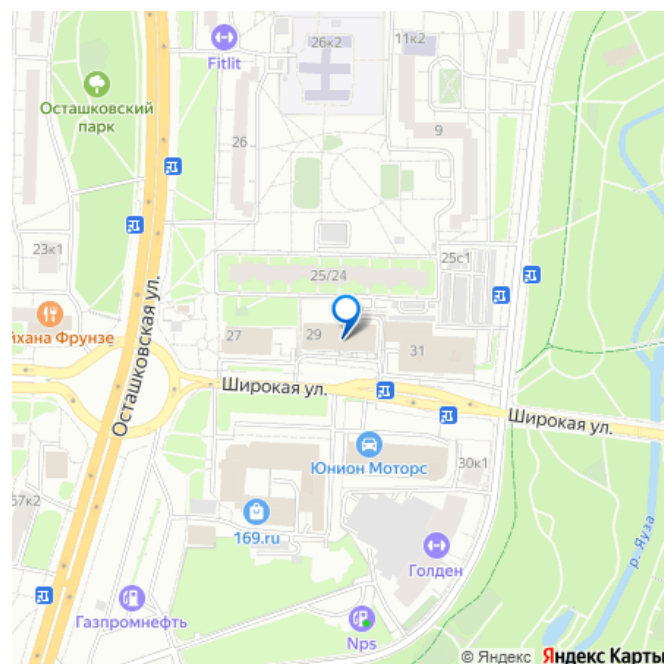 26к2
11к2
Fitlit
Осташковский
парк
26
9
23к1
25с1
25/24
йхана Фрунзе
27
29
31
Осташковская ул.
Широкая ул.
Широкая ул.
Юнион Моторс
30к1
57к2
169.ru
Голден
р. Яуза
Газпромнефть
Nps
© Яндекс Яндекс Карты